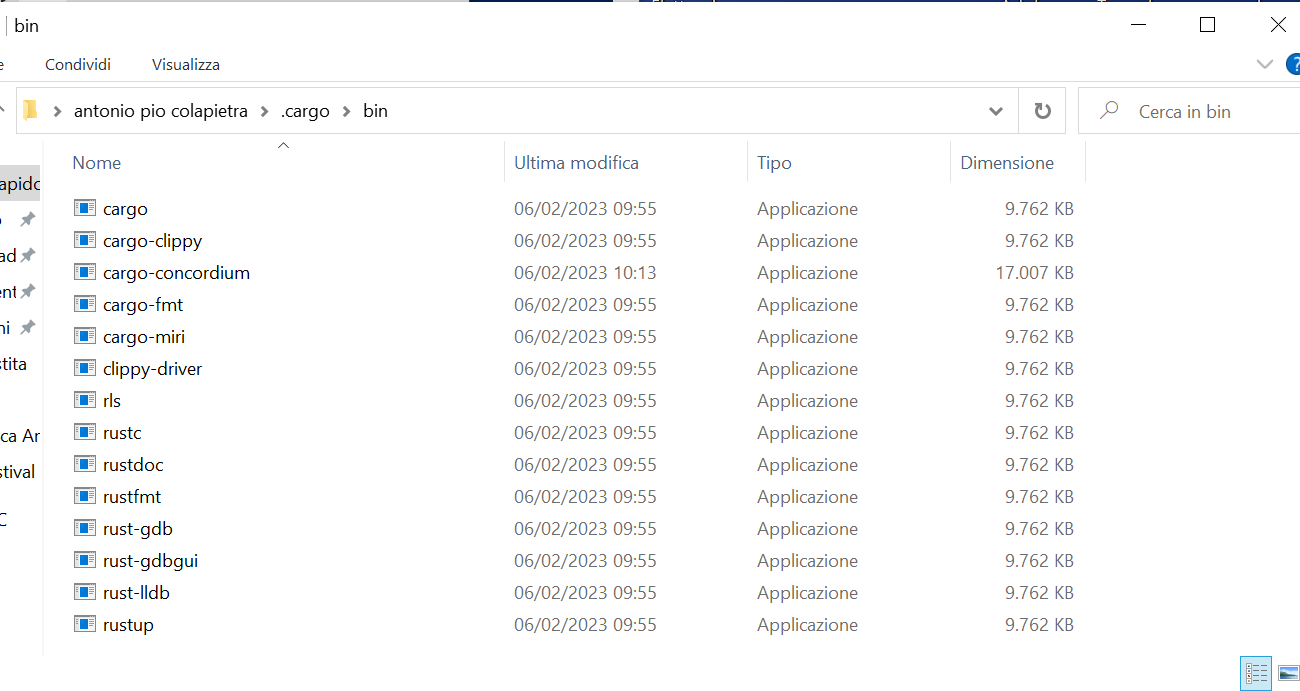 bin
Condividi Visualizza
antonio pio colapietra .cargo bin
Cerca in bin
Nome Ultima modifica Tipo Dimensione
cargo 06/02/2023 09:55 Applicazione 9.762 KB
cargo-clippy 06/02/2023 09:55 Applicazione 9.762 KB
cargo-concordium 06/02/2023 10:13 Applicazione 17.007 KB
cargo-fmt 06/02/2023 09:55 Applicazione 9.762 KB
cargo-miri 06/02/2023 09:55 Applicazione 9.762 KB
clippy-driver 06/02/2023 09:55 Applicazione 9.762 KB
rls 06/02/2023 09:55 Applicazione 9.762 KB
rustc 06/02/2023 09:55 Applicazione 9.762 KB
rustdoc 06/02/2023 09:55 Applicazione 9.762 KB
rustfmt 06/02/2023 09:55 Applicazione 9.762 KB
rust-gdb 06/02/2023 09:55 Applicazione 9.762 KB
rust-gdbgui 06/02/2023 09:55 Applicazione 9.762 KB
rust-lldb 06/02/2023 09:55 Applicazione 9.762 KB
rustup 06/02/2023 09:55 Applicazione 9.762 KB